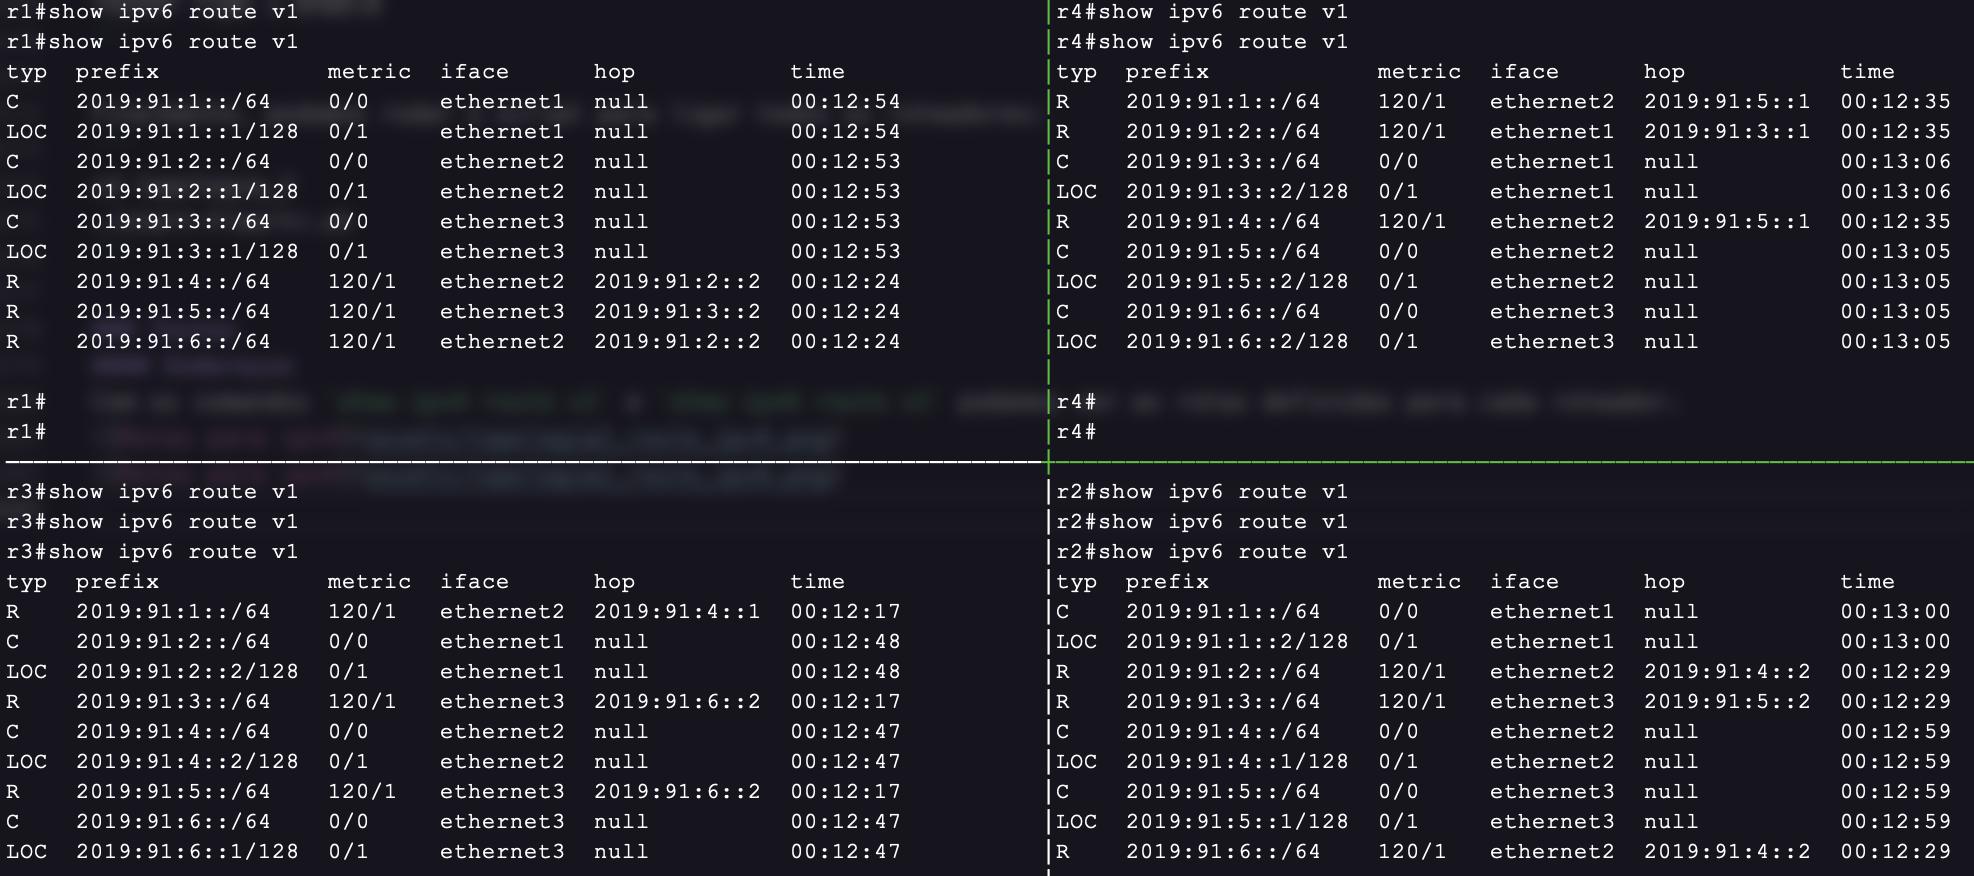 r1#show ipv6 route v1
r1#show ipv6 route v1
typ  prefix            metric  iface      hop           time
C    2019:91:1::/64    0/0     ethernet1  null          00:12:54
LOC  2019:91:1::1/128  0/1     ethernet1  null          00:12:54
C    2019:91:2::/64    0/0     ethernet2  null          00:12:53
LOC  2019:91:2::1/128  0/1     ethernet2  null          00:12:53
C    2019:91:3::/64    0/0     ethernet3  null          00:12:53
LOC  2019:91:3::1/128  0/1     ethernet3  null          00:12:53
R    2019:91:4::/64    120/1   ethernet2  2019:91:2::2  00:12:24
R    2019:91:5::/64    120/1   ethernet3  2019:91:3::2  00:12:24
R    2019:91:6::/64    120/1   ethernet2  2019:91:2::2  00:12:24
r1#
r1#
r4#show ipv6 route v1
r4#show ipv6 route v1
typ  prefix            metric  iface      hop           time
R    2019:91:1::/64    120/1   ethernet2  2019:91:5::1  00:12:35
R    2019:91:2::/64    120/1   ethernet1  2019:91:3::1  00:12:35
C    2019:91:3::/64    0/0     ethernet1  null          00:13:06
LOC  2019:91:3::2/128  0/1     ethernet1  null          00:13:06
R    2019:91:4::/64    120/1   ethernet2  2019:91:5::1  00:12:35
C    2019:91:5::/64    0/0     ethernet2  null          00:13:05
LOC  2019:91:5::2/128  0/1     ethernet2  null          00:13:05
C    2019:91:6::/64    0/0     ethernet3  null          00:13:05
LOC  2019:91:6::2/128  0/1     ethernet3  null          00:13:05
r4#
r4#
r3#show ipv6 route v1
r3#show ipv6 route v1
r3#show ipv6 route v1
typ  prefix            metric  iface      hop           time
R    2019:91:1::/64    120/1   ethernet2  2019:91:4::1  00:12:17
C    2019:91:2::/64    0/0     ethernet1  null          00:12:48
LOC  2019:91:2::2/128  0/1     ethernet1  null          00:12:48
R    2019:91:3::/64    120/1   ethernet3  2019:91:6::2  00:12:17
C    2019:91:4::/64    0/0     ethernet2  null          00:12:47
LOC  2019:91:4::2/128  0/1     ethernet2  null          00:12:47
R    2019:91:5::/64    120/1   ethernet3  2019:91:6::2  00:12:17
C    2019:91:6::/64    0/0     ethernet3  null          00:12:47
LOC  2019:91:6::1/128  0/1     ethernet3  null          00:12:47
r2#show ipv6 route v1
r2#show ipv6 route v1
r2#show ipv6 route v1
typ  prefix            metric  iface      hop           time
C    2019:91:1::/64    0/0     ethernet1  null          00:13:00
LOC  2019:91:1::2/128  0/1     ethernet1  null          00:13:00
R    2019:91:2::/64    120/1   ethernet2  2019:91:4::2  00:12:29
R    2019:91:3::/64    120/1   ethernet3  2019:91:5::2  00:12:29
C    2019:91:4::/64    0/0     ethernet2  null          00:12:59
LOC  2019:91:4::1/128  0/1     ethernet2  null          00:12:59
C    2019:91:5::/64    0/0     ethernet3  null          00:12:59
LOC  2019:91:5::1/128  0/1     ethernet3  null          00:12:59
R    2019:91:6::/64    120/1   ethernet2  2019:91:4::2  00:12:29